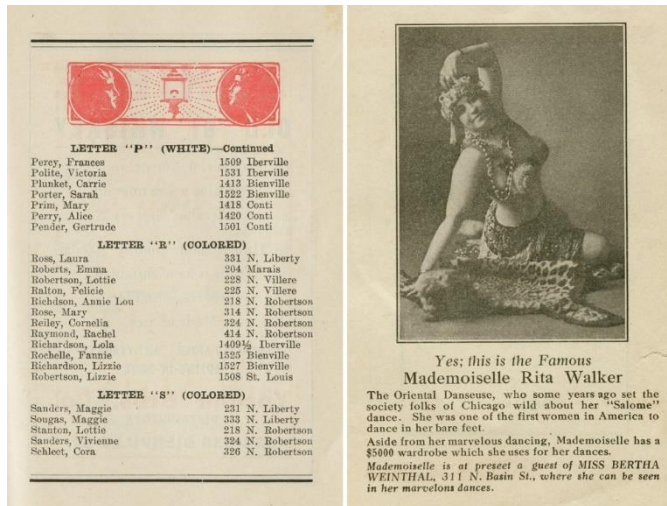 LETTER "P" (WHITE)—Continued
Percy, Frances 1509 Iberville
Polite, Victoria 1531 Iberville
Plunket, Carrie 1413 Bienville
Porter, Sarah 1522 Bienville
Prim, Mary 1418 Conti
Perry, Alice 1420 Conti
Pender, Gertrude 1501 Conti
LETTER "R" (COLORED)
Ross, Laura 331 N. Liberty
Roberts, Emma 204 Marais
Robertson, Lottie 228 N. Villere
Ralton, Felicie 225 N. Villere
Richdson, Annie Lou 218 N. Robertson
Rose, Mary 314 N. Robertson
Reiley, Cornelia 324 N. Robertson
Raymond, Rachel 414 N. Robertson
Richardson, Lola 1409½ Iberville
Rochelle, Fannie 1525 Bienville
Richardson, Lizzie 1527 Bienville
Robertson, Lizzie 1508 St. Louis
LETTER "S" (COLORED)
Sanders, Maggie 231 N. Liberty
Sougas, Maggie 333 N. Liberty
Stanton, Lottie 218 N. Robertson
Sanders, Vivienne 324 N. Robertson
Schlect, Cora 326 N. Robertson
Yes; this is the Famous
Mademoiselle Rita Walker
The Oriental Danseuse, who some years ago set the
society folks of Chicago wild about her "Salome"
dance. She was one of the first women in America to
dance in her bare feet.
Aside from her marvelous dancing, Mademoiselle has a
$5000 wardrobe which she uses for her dances.
Mademoiselle is at preseet a guest of MISS BERTHA
WEINTHAL, 311 N. Basin St., where she can be seen
in her marvelons dances.